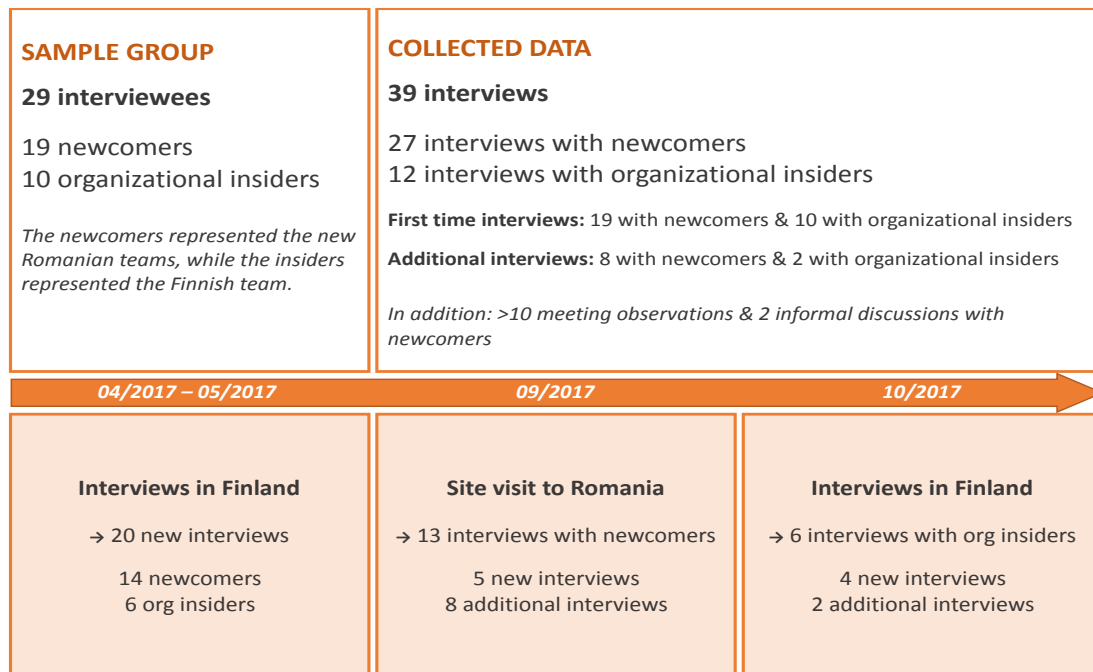 SAMPLE GROUP
29 interviewees
19 newcomers
10 organizational insiders
The newcomers represented the new
Romanian teams, while the insiders
represented the Finnish team.
COLLECTED DATA
39 interviews
27 interviews with newcomers
12 interviews with organizational insiders
First time interviews: 19 with newcomers & 10 with organizational insiders
Additional interviews: 8 with newcomers & 2 with organizational insiders
In addition: >10 meeting observations & 2 informal discussions with
newcomers
04/2017 – 05/2017
09/2017
10/2017
Interviews in Finland
→ 20 new interviews
14 newcomers
6 org insiders
Site visit to Romania
→ 13 interviews with newcomers
5 new interviews
8 additional interviews
Interviews in Finland
→ 6 interviews with org insiders
4 new interviews
2 additional interviews